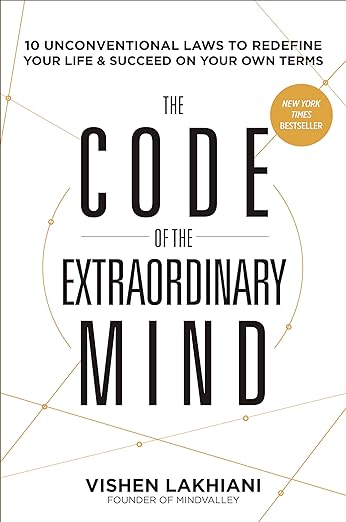 10 UNCONVENTIONAL LAWS TO REDEFINE
YOUR LIFE & SUCCEED ON YOUR OWN TERMS
NEW YORK
TIMES
BESTSELLER
THE
CODE
OF THE
EXTRAORDINARY
MIND
VISHEN LAKHIANI
FOUNDER OF MINDVALLEY